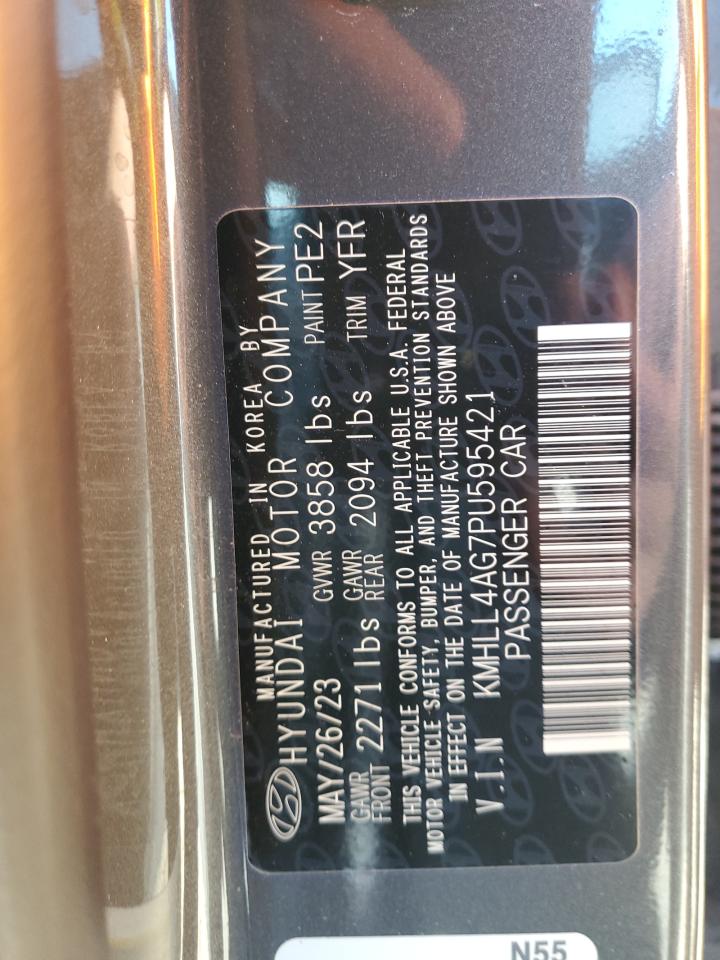 MANUFACTURED IN KOREA BY
HYUNDAI MOTOR COMPANY
MAY/26/23 GVWR 3858 lbs PAINT PE2
GAWR FRONT 2271 lbs GAWR REAR 2094 lbs TRIM YFR
THIS VEHICLE CONFORMS TO ALL APPLICABLE U.S.A. FEDERAL
MOTOR VEHICLE-SAFETY, BUMPER, AND THEFT PREVENTION STANDARDS
IN EFFECT ON THE DATE OF MANUFACTURE SHOWN ABOVE
V.I.N KMHLL4AG7PU595421
PASSENGER CAR
N55